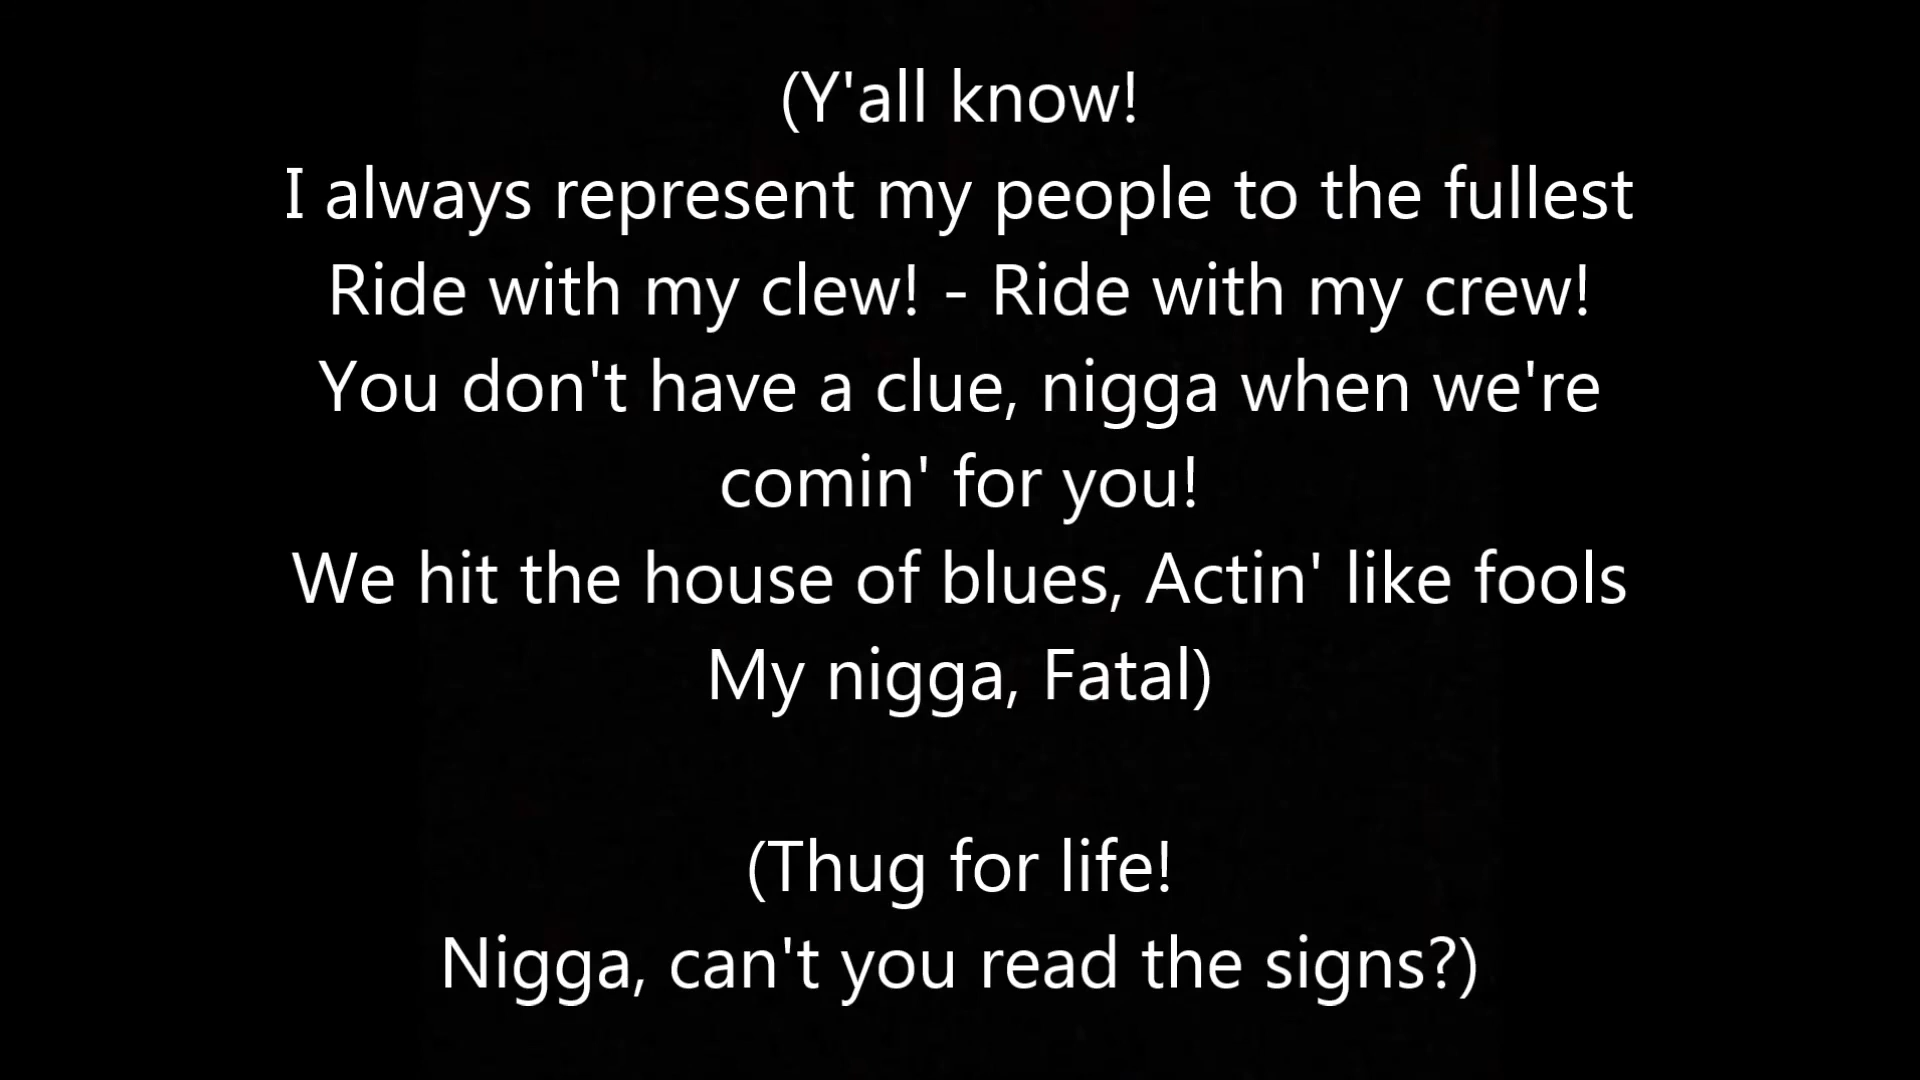 (Y'all know!
I always represent my people to the fullest
Ride with my clew! - Ride with my crew!
You don't have a clue, nigga when we're
comin' for you!
We hit the house of blues, Actin' like fools
My nigga, Fatal)
(Thug for life!
Nigga, can't you read the signs?)